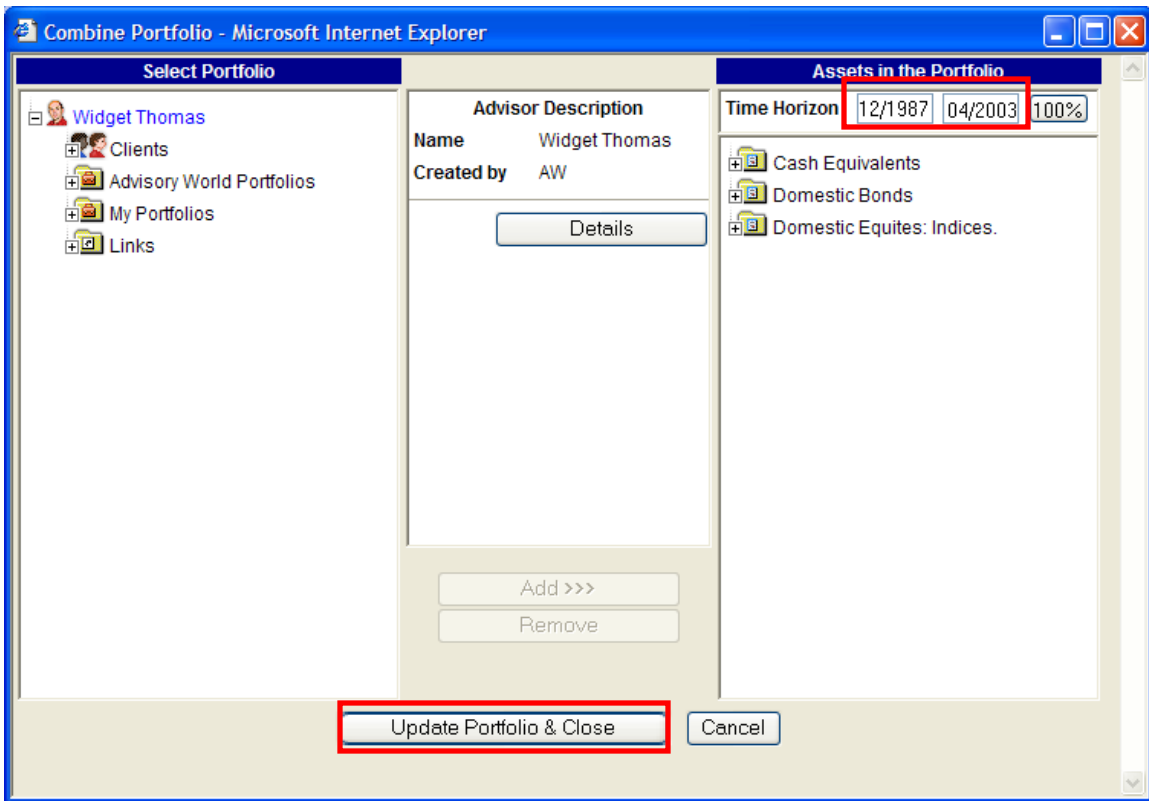 Combine Portfolio - Microsoft Internet Explorer
Select Portfolio
Assets in the Portfolio
Widget Thomas
Clients
Advisory World Portfolios
My Portfolios
Links
Advisor Description
Name Widget Thomas
Created by AW
Details
Time Horizon 12/1987 04/2003 100%
Cash Equivalents
Domestic Bonds
Domestic Equites: Indices.
Add >>>
Remove
Update Portfolio & Close
Cancel